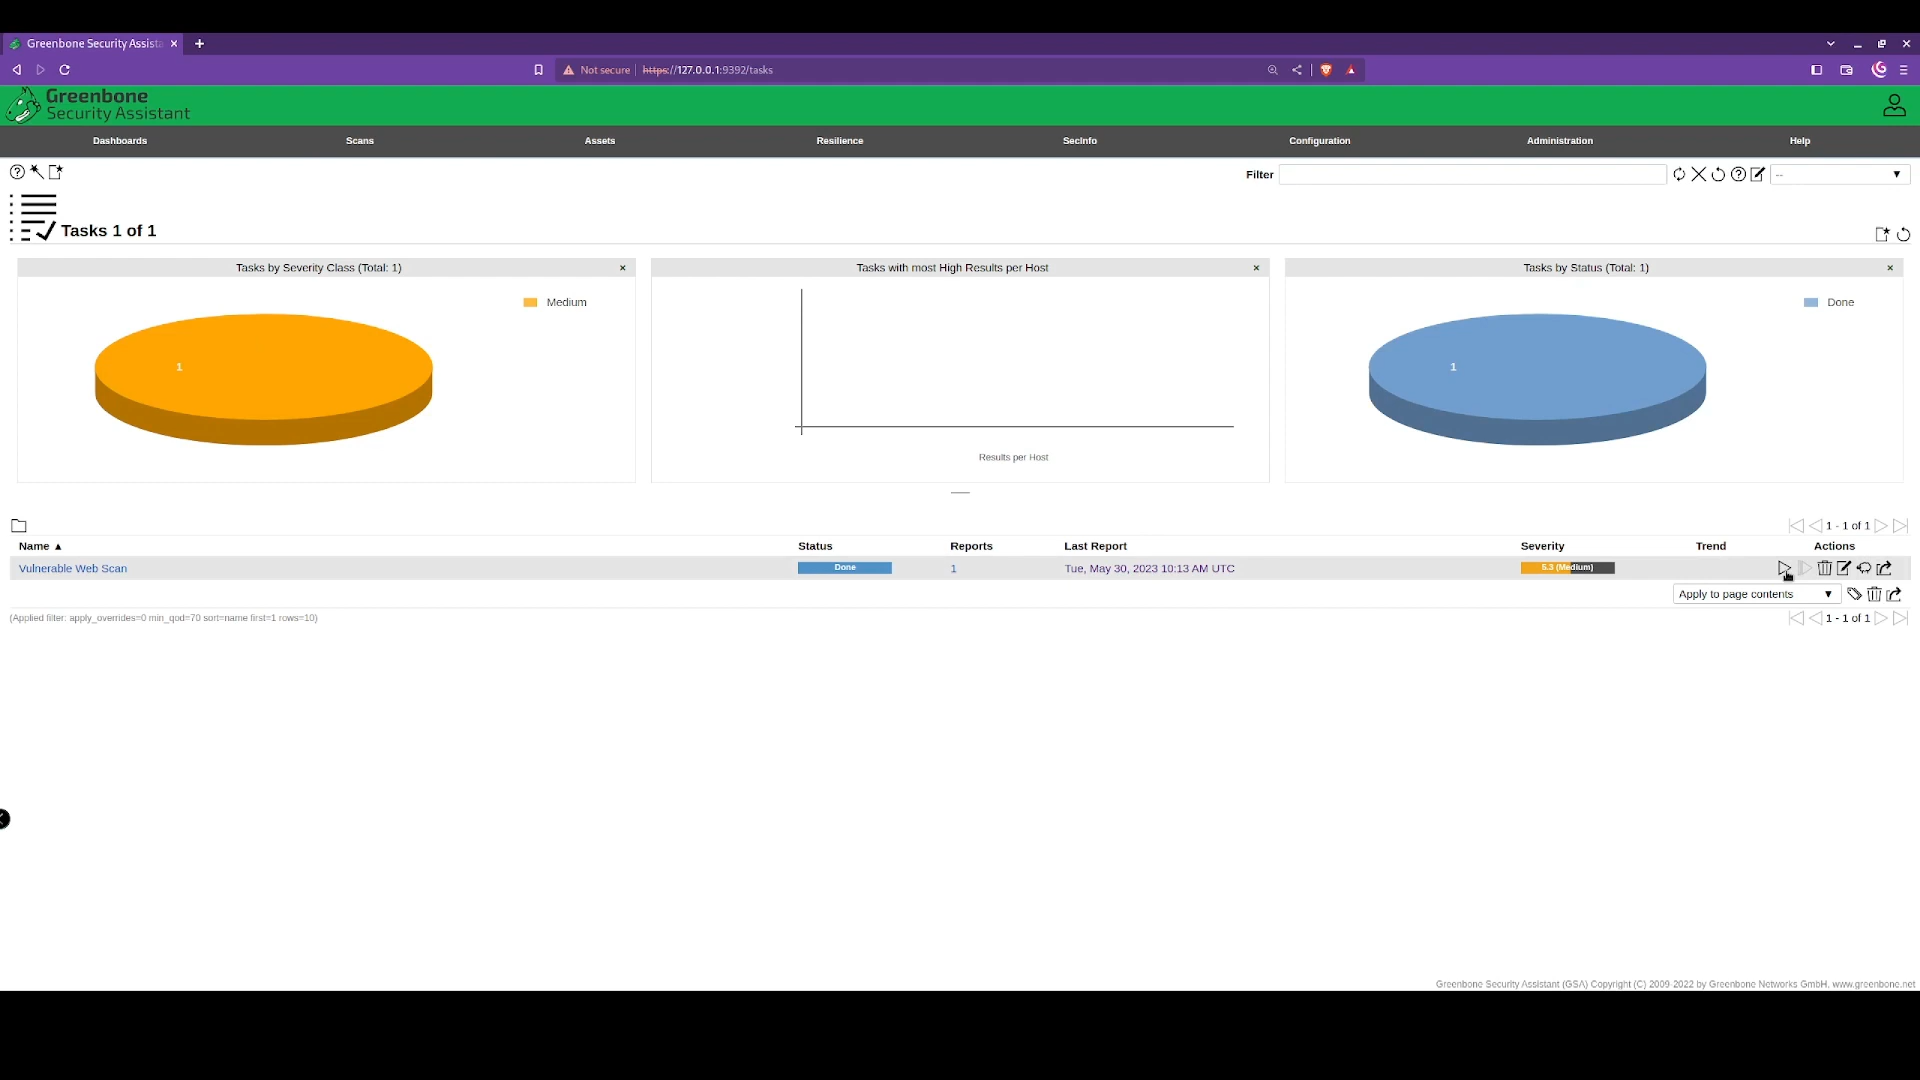 Greenbone Security Assista
Not secure https://127.0.0.1:9392/tasks
Greenbone
Security Assistant
Dashboards Scans Assets Resilience SecInfo Configuration Administration Help
Filter --
Tasks 1 of 1
Tasks by Severity Class (Total: 1) Tasks with most High Results per Host Tasks by Status (Total: 1)
Medium Done
1 1
Results per Host
1 - 1 of 1
Name ▲ Status Reports Last Report Severity Trend Actions
Vulnerable Web Scan Done 1 Tue, May 30, 2023 10:13 AM UTC 5.3 (Medium)
Apply to page contents
(Applied filter: apply_overrides=0 min_qod=70 sort=name first=1 rows=10) 1 - 1 of 1
Greenbone Security Assistant (GSA) Copyright (C) 2009-2022 by Greenbone Networks GmbH, www.greenbone.net